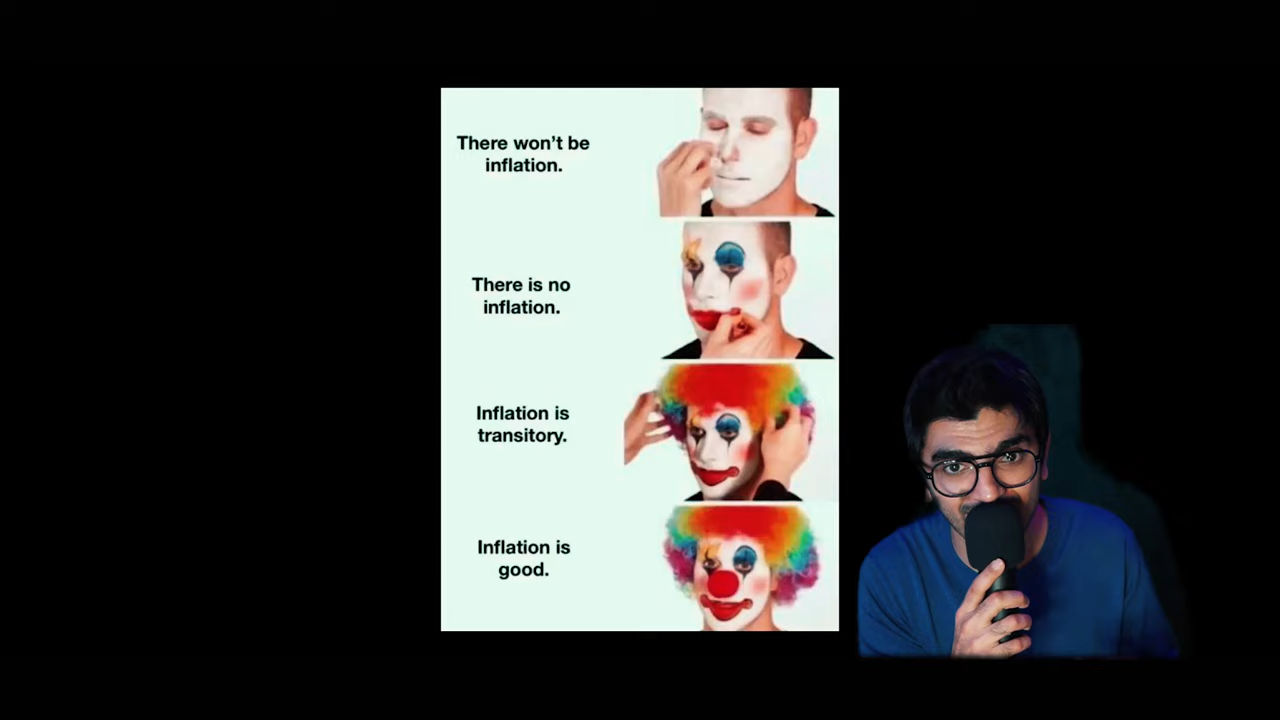 There won’t be
inflation.
There is no
inflation.
Inflation is
transitory.
Inflation is
good.